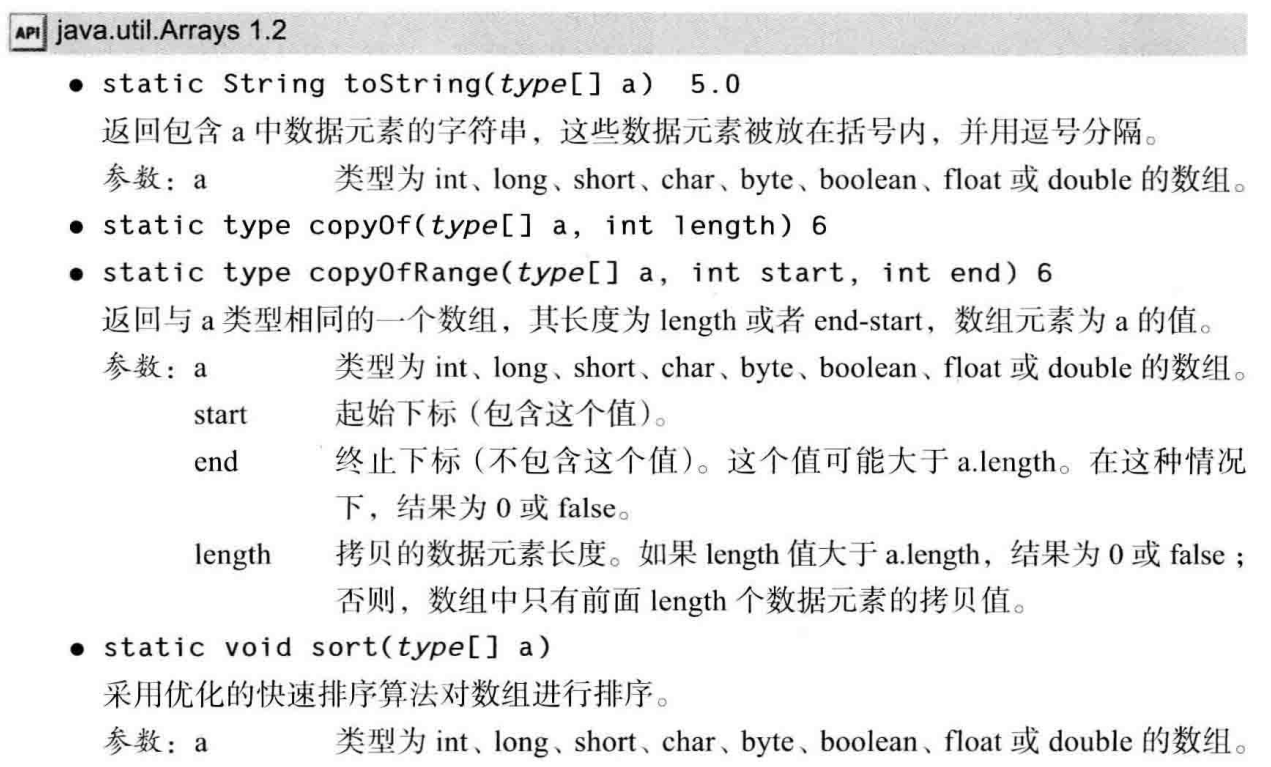 API java.util.Arrays 1.2
● static String toString(type[] a) 5.0
返回包含 a 中数据元素的字符串，这些数据元素被放在括号内，并用逗号分隔。
参数：a 类型为 int、long、short、char、byte、boolean、float 或 double 的数组。
● static type copyOf(type[] a, int length) 6
● static type copyOfRange(type[] a, int start, int end) 6
返回与 a 类型相同的一个数组，其长度为 length 或者 end-start，数组元素为 a 的值。
参数：a 类型为 int、long、short、char、byte、boolean、float 或 double 的数组。
start 起始下标（包含这个值）。
end 终止下标（不包含这个值）。这个值可能大于 a.length。在这种情况
下，结果为 0 或 false。
length 拷贝的数据元素长度。如果 length 值大于 a.length，结果为 0 或 false；
否则，数组中只有前面 length 个数据元素的拷贝值。
● static void sort(type[] a)
采用优化的快速排序算法对数组进行排序。
参数：a 类型为 int、long、short、char、byte、boolean、float 或 double 的数组。